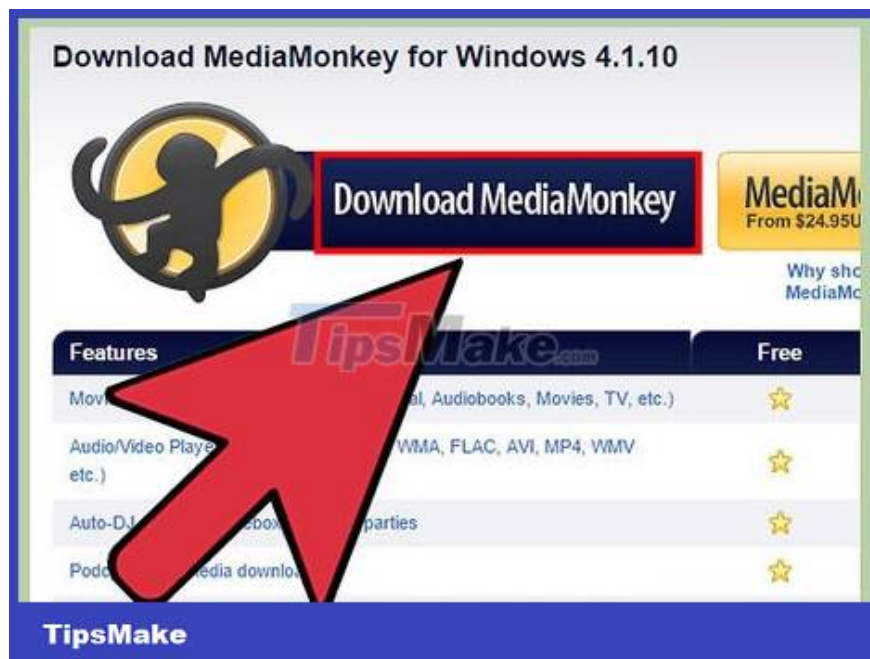 Download MediaMonkey for Windows 4.1.10
Download MediaMonkey
MediaM
From $24.95U
Why sho
MediaMo
TipsMake.com
Features
Free
Movi al, Audiobooks, Movies, TV, etc.)
Audio/Video Playe WMA, FLAC, AVI, MP4, WMV
etc.)
Auto-DJ parties
edia downlo
TipsMake